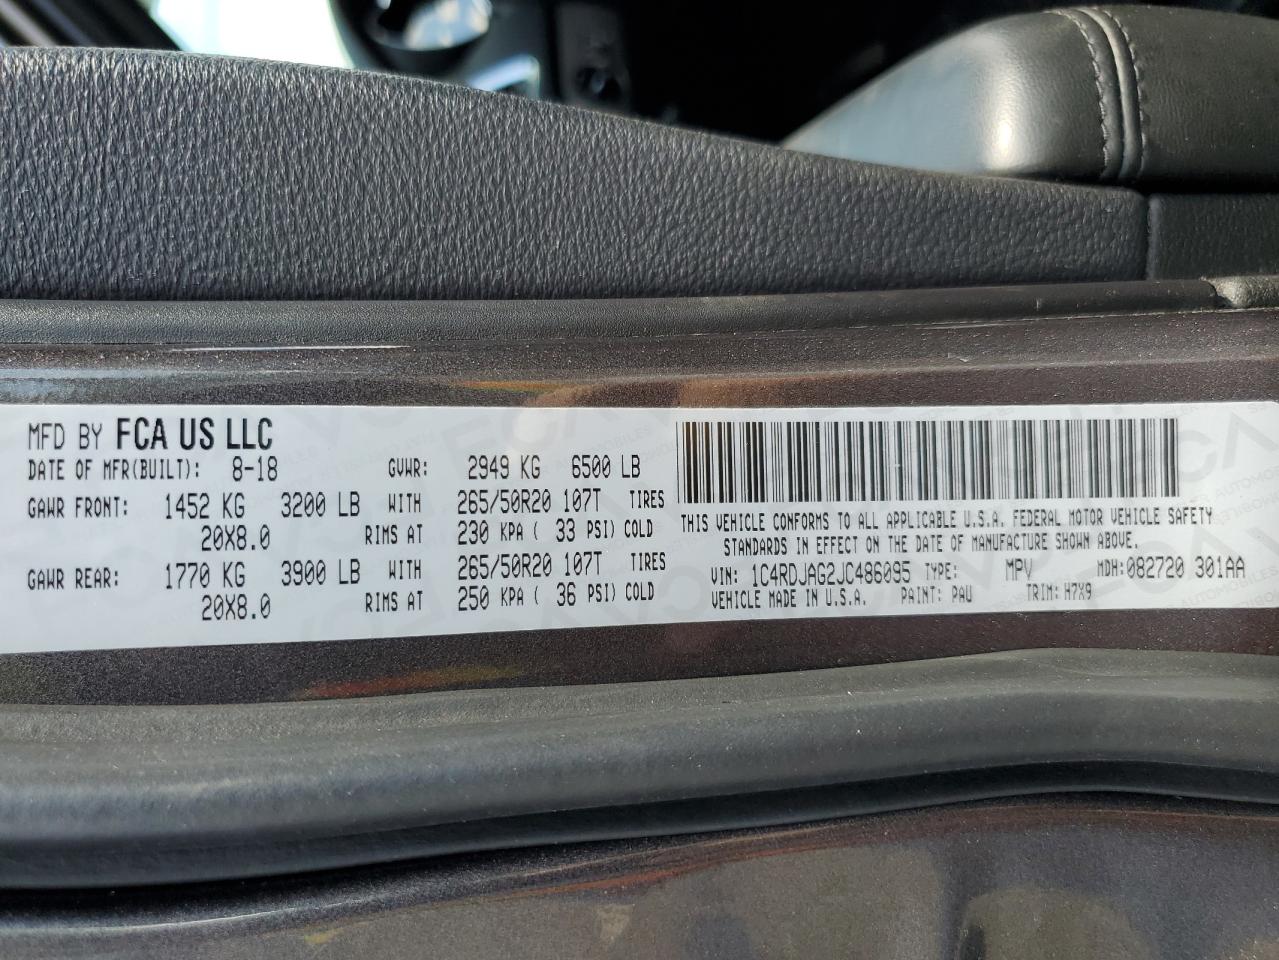 MFD BY FCA US LLC
DATE OF MFR(BUILT): 8-18 GVWR: 2949 KG 6500 LB
GAWR FRONT: 1452 KG 3200 LB WITH 265/50R20 107T TIRES
20X8.0 RIMS AT 230 KPA ( 33 PSI) COLD
GAWR REAR: 1770 KG 3900 LB WITH 265/50R20 107T TIRES
20X8.0 RIMS AT 250 KPA ( 36 PSI) COLD
THIS VEHICLE CONFORMS TO ALL APPLICABLE U.S.A. FEDERAL MOTOR VEHICLE SAFETY
STANDARDS IN EFFECT ON THE DATE OF MANUFACTURE SHOWN ABOVE.
VIN: 1C4RDJAG2JC486095 TYPE: MPV MDH: 082720 301AA
VEHICLE MADE IN U.S.A. PAINT: PAU TRIM: H7X9